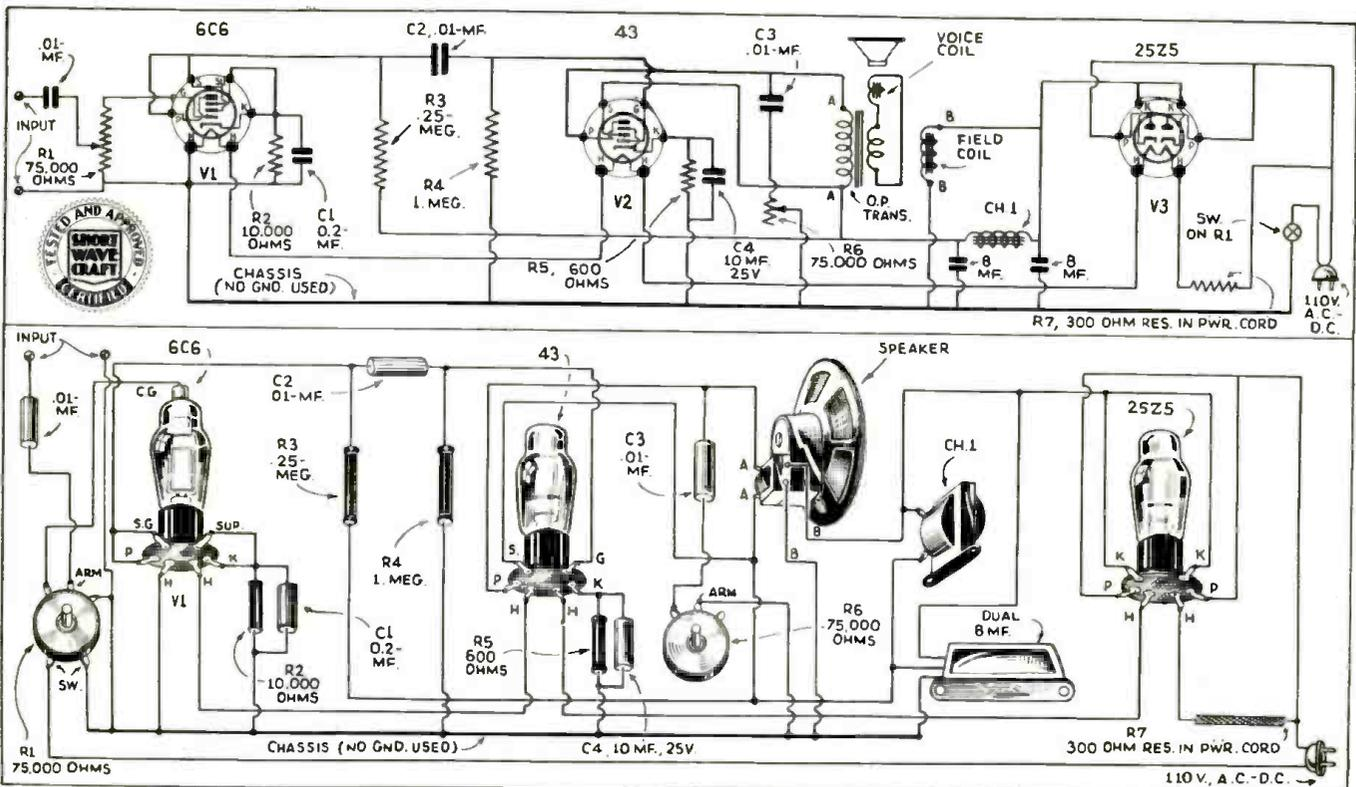 6C6
C2, .01-MF.
43
C3
.01-MF.
VOICE
COIL
25Z5
.01-
MF.
INPUT
R1
75,000
OHMS
P
G
S
K
H
H
V1
R2
10,000
OHMS
C1
0.2-
MF.
R3
.25-
MEG.
R4
1. MEG.
P
S
G
K
H
H
V2
R5, 600
OHMS
C4
10 MF.
25V
A
A
O.P.
TRANS.
R6
75,000 OHMS
B
FIELD
COIL
B
CH.1
8
MF.
8
MF.
K
K
P
P
H
H
V3
SW.
ON R1
110V.
A.C.-
D.C.
R7, 300 OHM RES. IN PWR. CORD
CHASSIS
(NO GND. USED)
TESTED AND APPROVED
SHORT
WAVE
CRAFT
CERTIFIED
INPUT
6C6
C.G.
.01-
MF.
C2
.01-MF.
43
SPEAKER
25Z5
R3
.25-
MEG.
C3
.01-
MF.
CH.1
A
A
B
B
S.G
SUP.
P
K
H
H
V1
ARM
R4
1. MEG.
S.
G
P
K
H
H
ARM
R6
75,000
OHMS
K
K
P
P
H
H
DUAL
8 MF.
C1
0.2-
MF.
R2
10,000
OHMS
R5
600
OHMS
SW.
R1
75,000 OHMS
CHASSIS (NO GND. USED)
C4, 10 MF., 25V.
R7
300 OHM RES. IN PWR. CORD
110 V., A.C.-D.C.